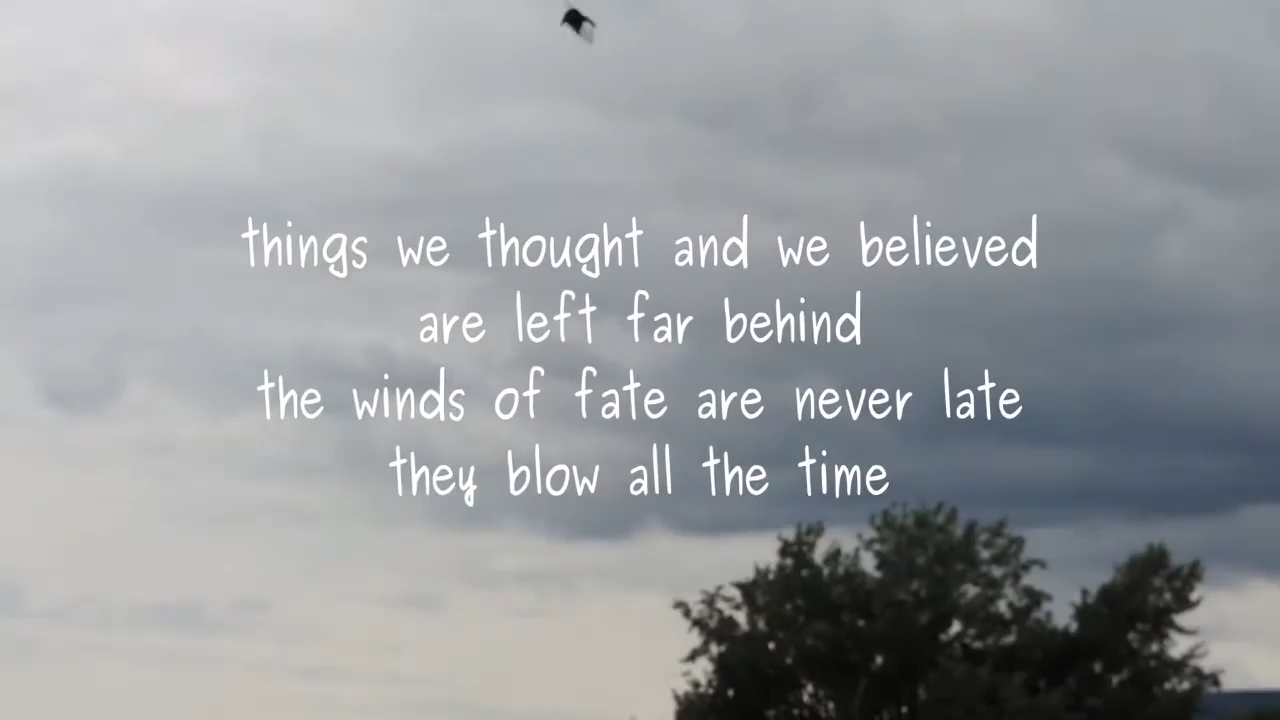 things we thought and we believed
are left far behind
the winds of fate are never late
they blow all the time